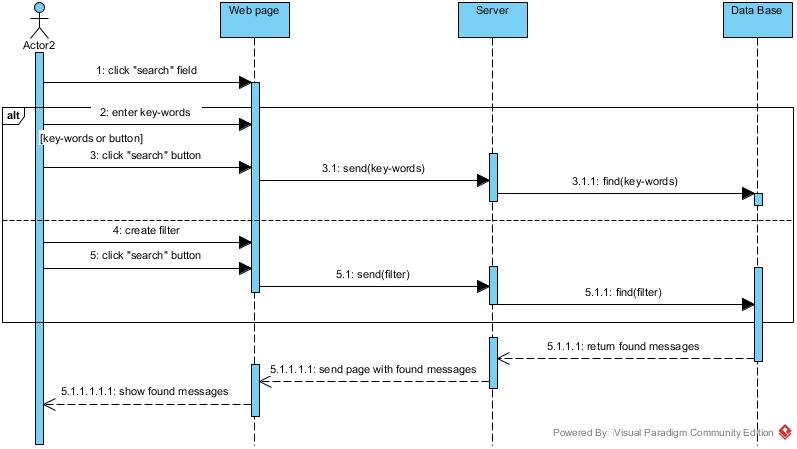 Web page
Server
Data Base
Actor2
1: click "search" field
alt
2: enter key-words
[key-words or button]
3: click "search" button
3.1: send(key-words)
3.1.1: find(key-words)
4: create filter
5: click "search" button
5.1: send(filter)
5.1.1: find(filter)
5.1.1.1: return found messages
5.1.1.1.1: send page with found messages
5.1.1.1.1.1: show found messages
Powered By Visual Paradigm Community Edition